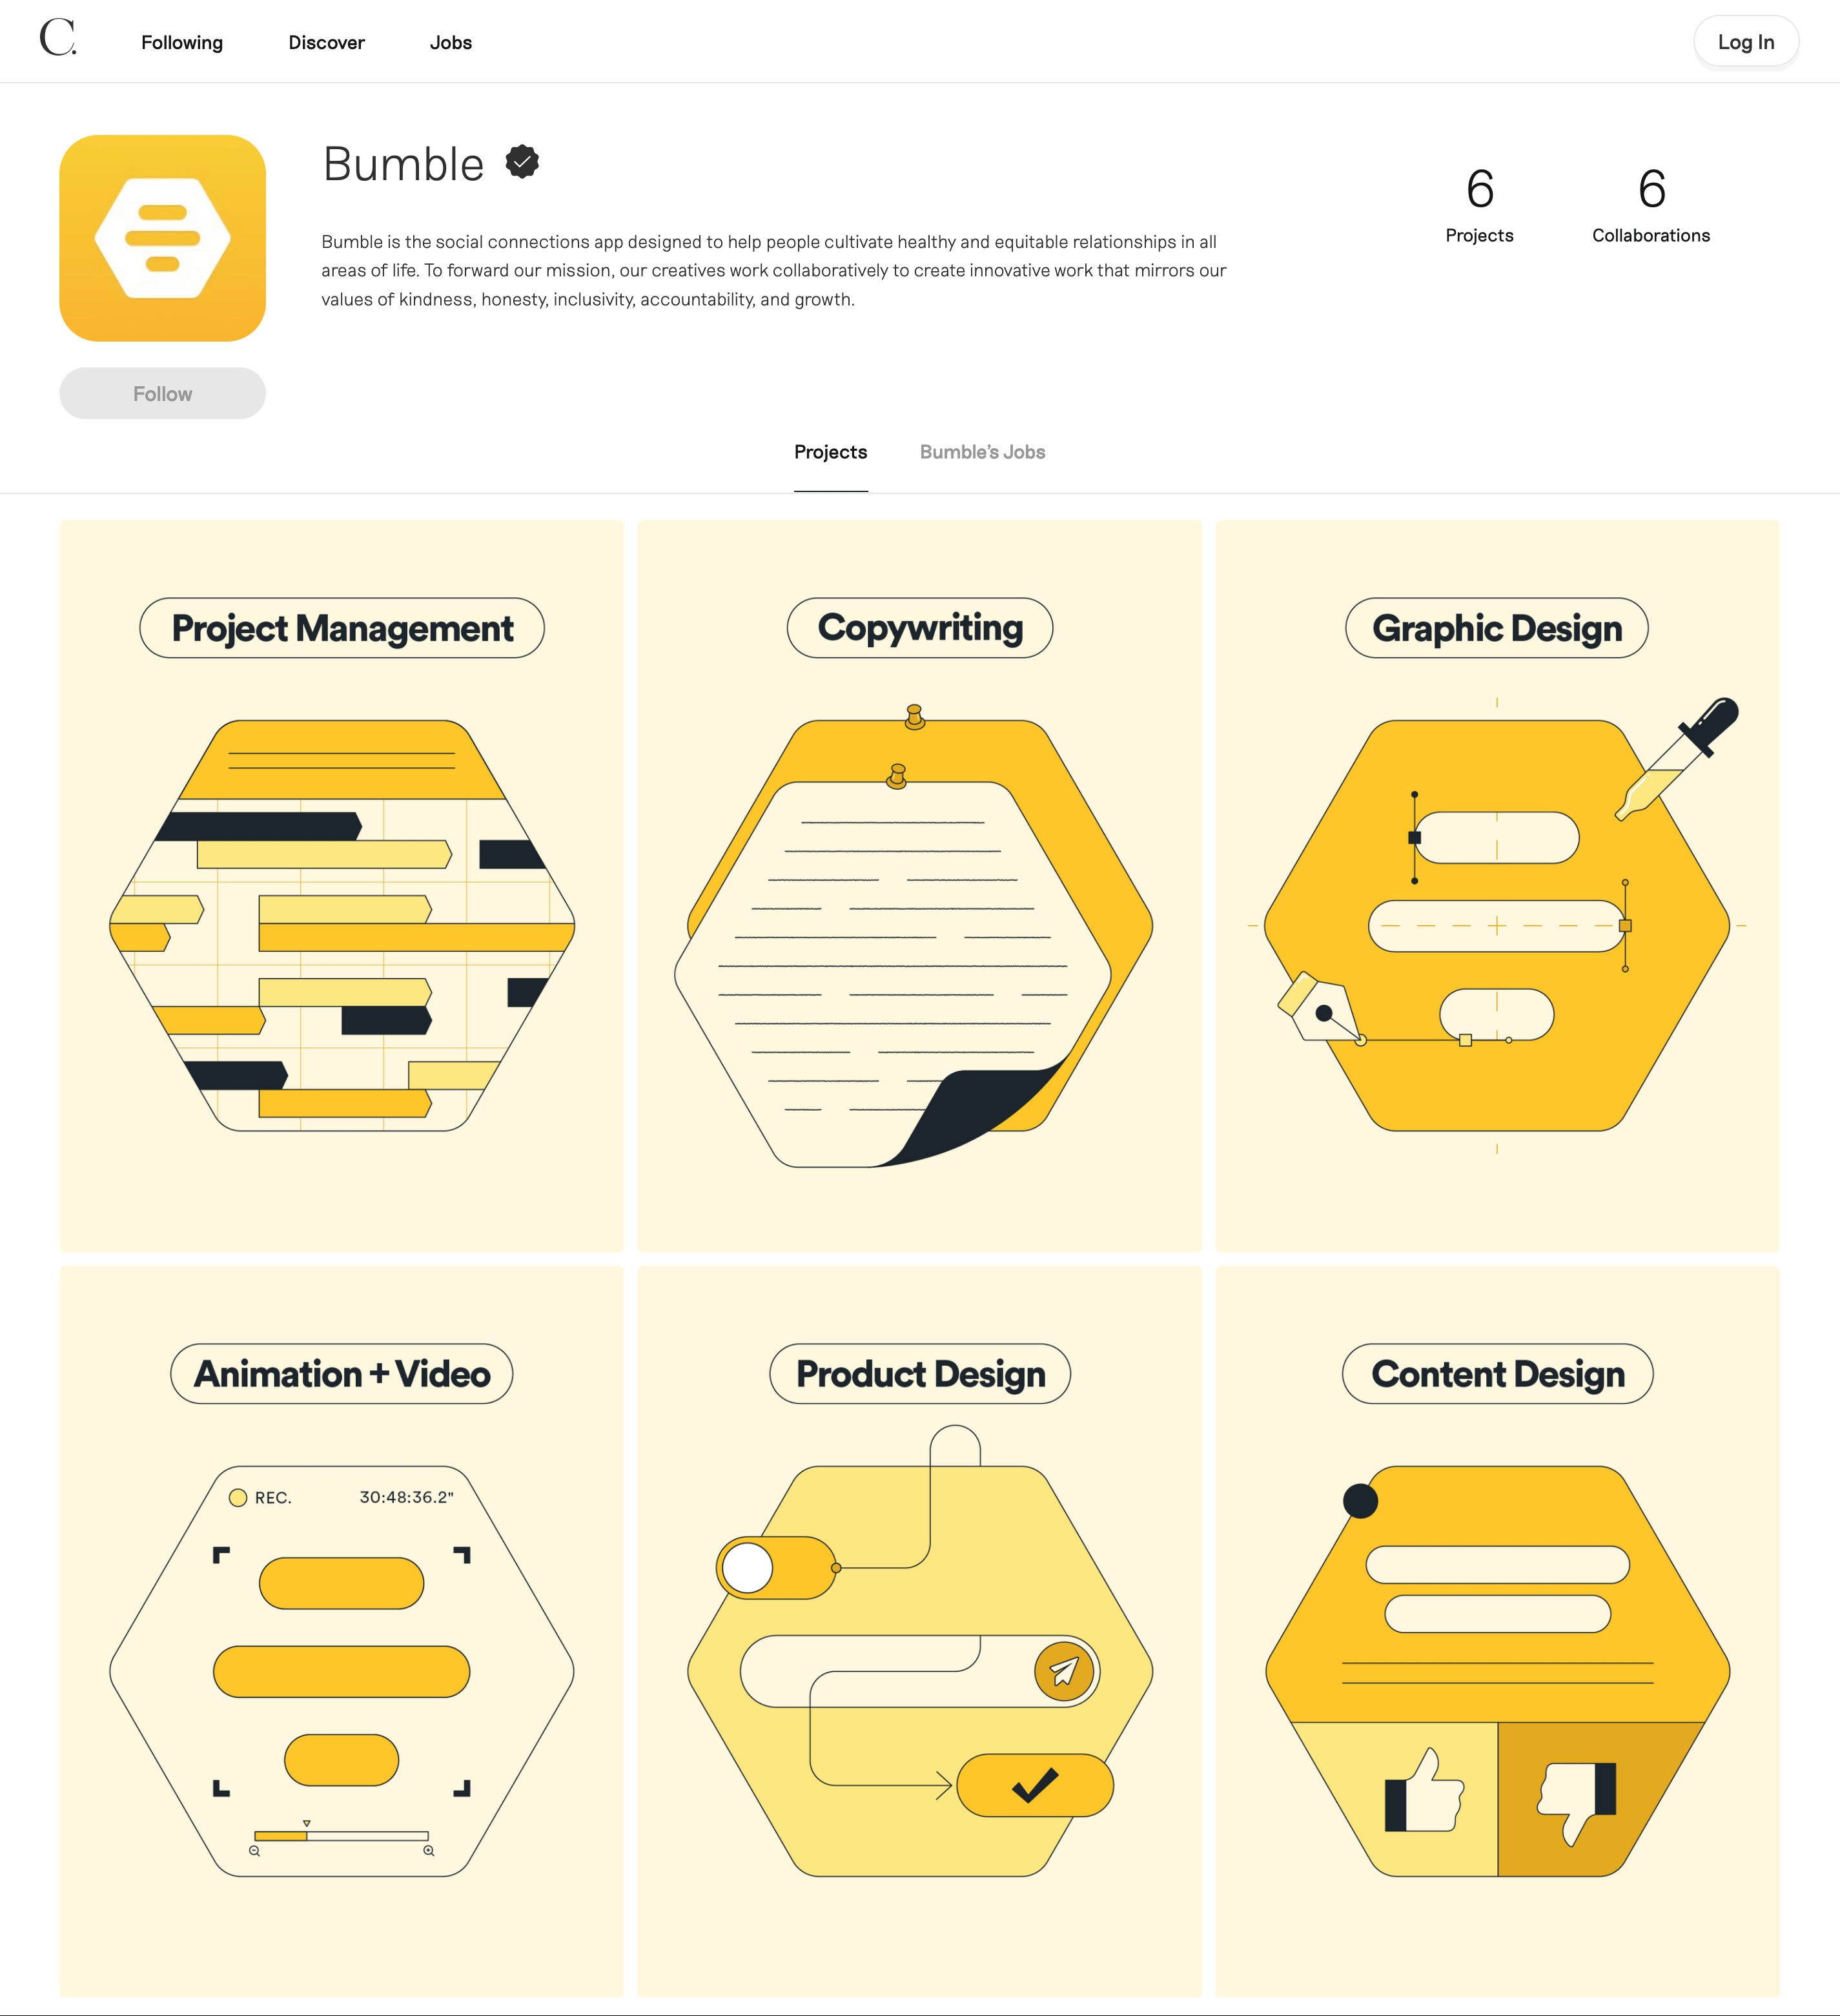 C.
Following
Discover
Jobs
Log In
Bumble
Bumble is the social connections app designed to help people cultivate healthy and equitable relationships in all
areas of life. To forward our mission, our creatives work collaboratively to create innovative work that mirrors our
values of kindness, honesty, inclusivity, accountability, and growth.
6
Projects
6
Collaborations
Follow
Projects
Bumble's Jobs
Project Management
Copywriting
Graphic Design
Animation + Video
REC.
30:48:36.2"
Product Design
Content Design